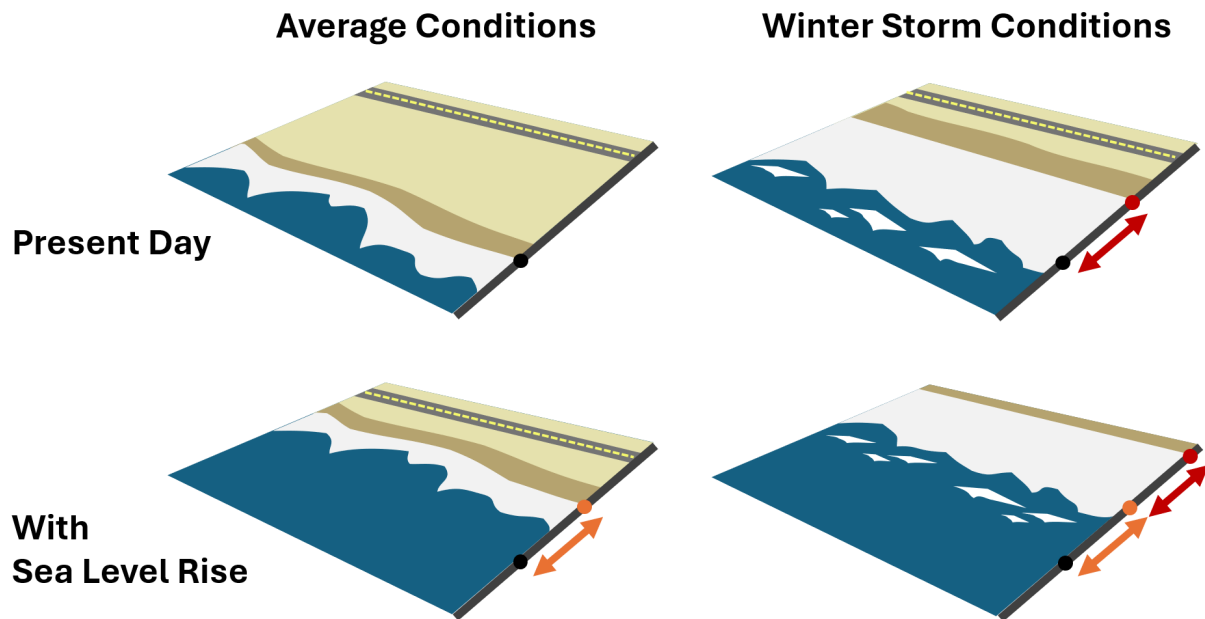 Average Conditions
Winter Storm Conditions
Present Day
With
Sea Level Rise